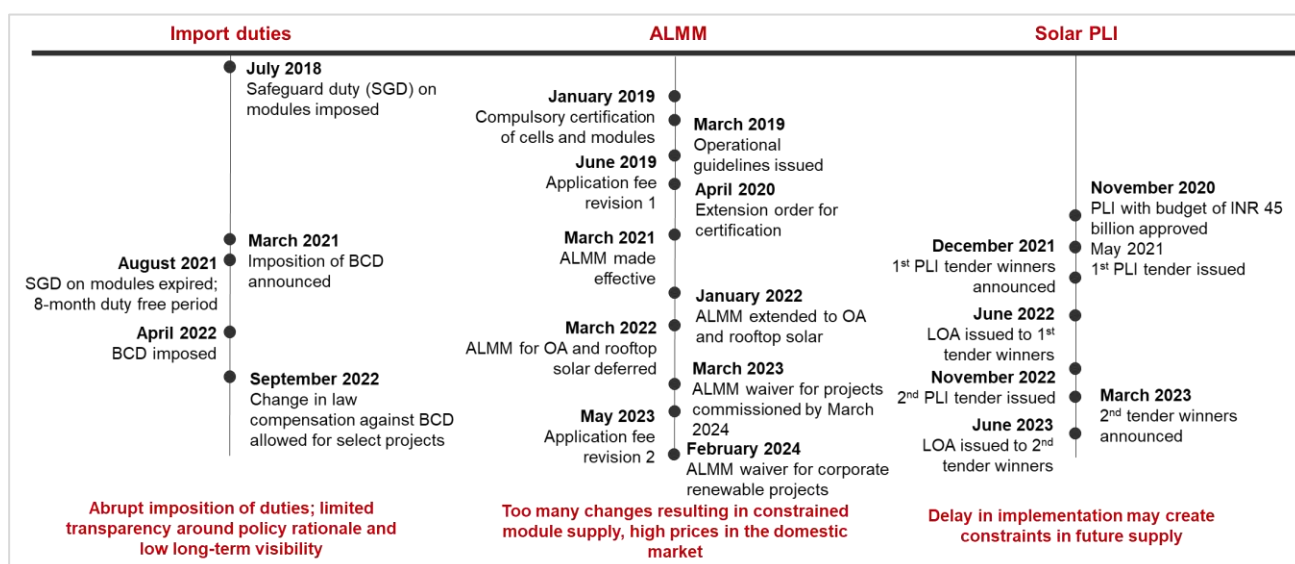 Import duties
July 2018
Safeguard duty (SGD) on
modules imposed
March 2021
Imposition of BCD
announced
August 2021
SGD on modules expired;
8-month duty free period
April 2022
BCD imposed
September 2022
Change in law
compensation against BCD
allowed for select projects
Abrupt imposition of duties; limited
transparency around policy rationale and
low long-term visibility
ALMM
January 2019
Compulsory certification
of cells and modules
March 2019
Operational
guidelines issued
June 2019
Application fee
revision 1
April 2020
Extension order for
certification
March 2021
ALMM made
effective
January 2022
ALMM extended to OA
and rooftop solar
March 2022
ALMM for OA and rooftop
solar deferred
March 2023
ALMM waiver for projects
commissioned by March
2024
May 2023
Application fee
revision 2
February 2024
ALMM waiver for corporate
renewable projects
Too many changes resulting in constrained
module supply, high prices in the domestic
market
Solar PLI
November 2020
PLI with budget of INR 45
billion approved
May 2021
1st PLI tender issued
December 2021
1st PLI tender winners
announced
June 2022
LOA issued to 1st
tender winners
November 2022
2nd PLI tender issued
March 2023
2nd tender winners
announced
June 2023
LOA issued to 2nd
tender winners
Delay in implementation may create
constraints in future supply